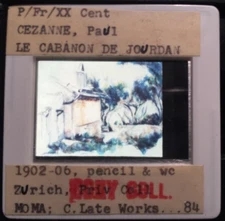 P/Fr/XX Cent
CEZANNE, Paul
LE CABANON DE JOURDAN
1902-06, pencil & wc
Zurich, Priv.
COLL.
MOMA: C.Late Works.. 84